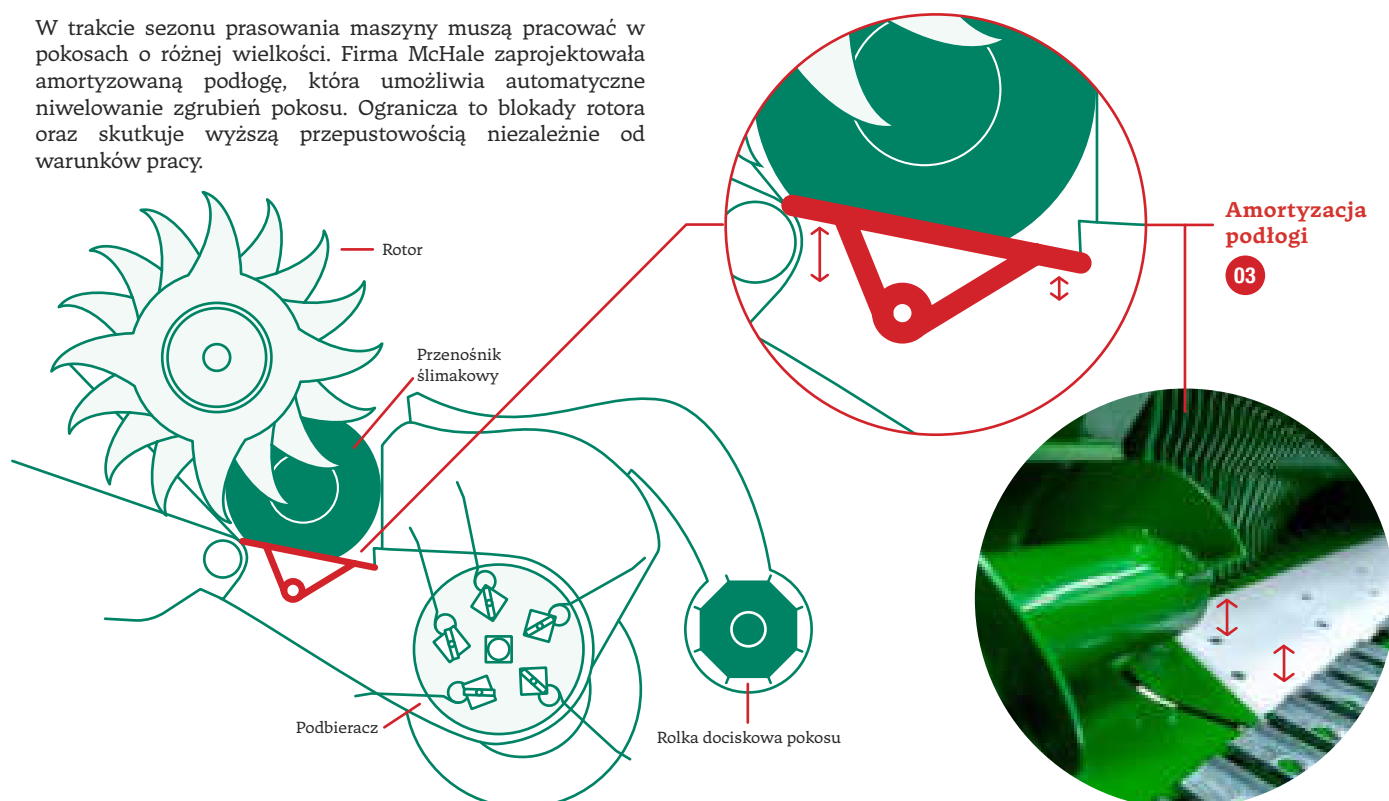 W trakcie sezonu prasowania maszyny muszą pracować w
pokosach o różnej wielkości. Firma McHale zaprojektowała
amortyzowaną podłogę, która umożliwia automatyczne
niwelowanie zgrubień pokosu. Ogranicza to blokady rotora
oraz skutkuje wyższą przepustowością niezależnie od
warunków pracy.
Amortyzacja
podłogi
03
Rotor
Przenośnik
ślimakowy
Podbieracz
Rolka dociskowa pokosu